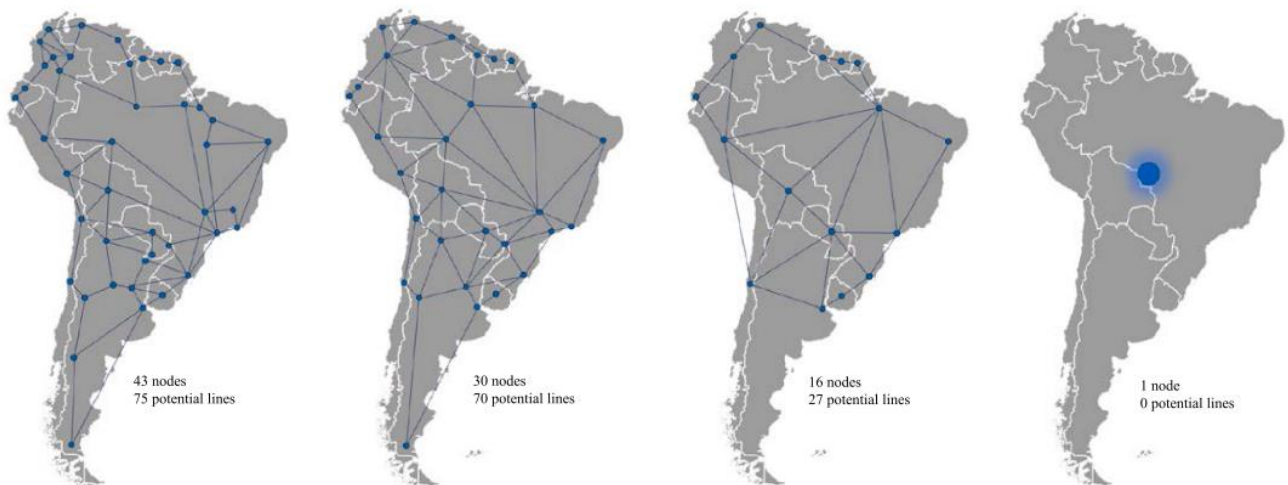 43 nodes
75 potential lines
30 nodes
70 potential lines
16 nodes
27 potential lines
1 node
0 potential lines